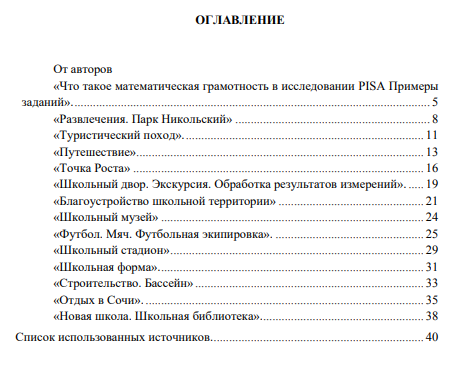 ОГЛАВЛЕНИЕ
От авторов
«Что такое математическая грамотность в исследовании PISA Примеры
заданий». 5
«Развлечения. Парк Никольский» 8
«Туристический поход». 11
«Путешествие» 13
«Точка Роста» 16
«Школьный двор. Экскурсия. Обработка результатов измерений». 19
«Благоустройство школьной территории» 21
«Школьный музей» 24
«Футбол. Мяч. Футбольная экипировка». 25
«Школьный стадион» 29
«Школьная форма» 31
«Строительство. Бассейн» 33
«Отдых в Сочи». 35
«Новая школа. Школьная библиотека» 38
Список использованных источников 40